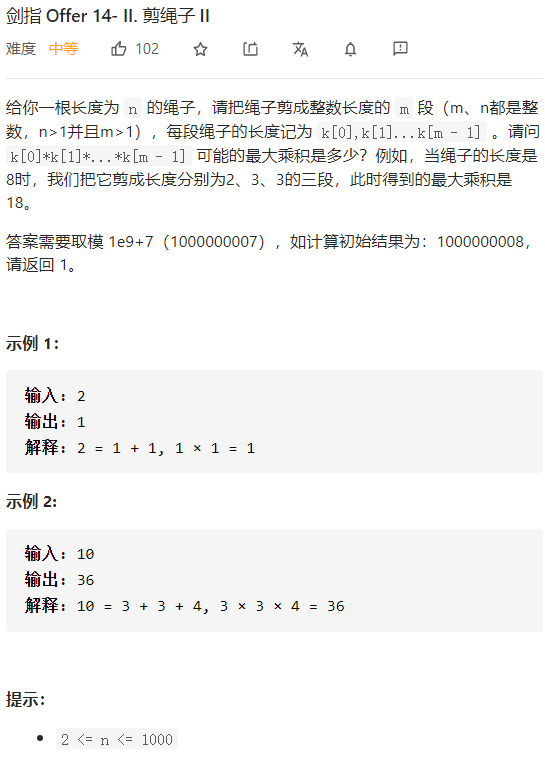 剑指 Offer 14- II. 剪绳子 II
难度 中等 102
给你一根长度为 n 的绳子，请把绳子剪成整数长度的 m 段（m、n都是整
数，n>1并且m>1），每段绳子的长度记为 k[0],k[1]...k[m - 1] 。请问
k[0]*k[1]*...*k[m - 1] 可能的最大乘积是多少？例如，当绳子的长度是
8时，我们把它剪成长度分别为2、3、3的三段，此时得到的最大乘积是
18。
答案需要取模 1e9+7（1000000007），如计算初始结果为：1000000008，
请返回 1。
示例 1：
输入：2
输出：1
解释：2 = 1 + 1, 1 × 1 = 1
示例 2:
输入：10
输出：36
解释：10 = 3 + 3 + 4, 3 × 3 × 4 = 36
提示：
2 <= n <= 1000